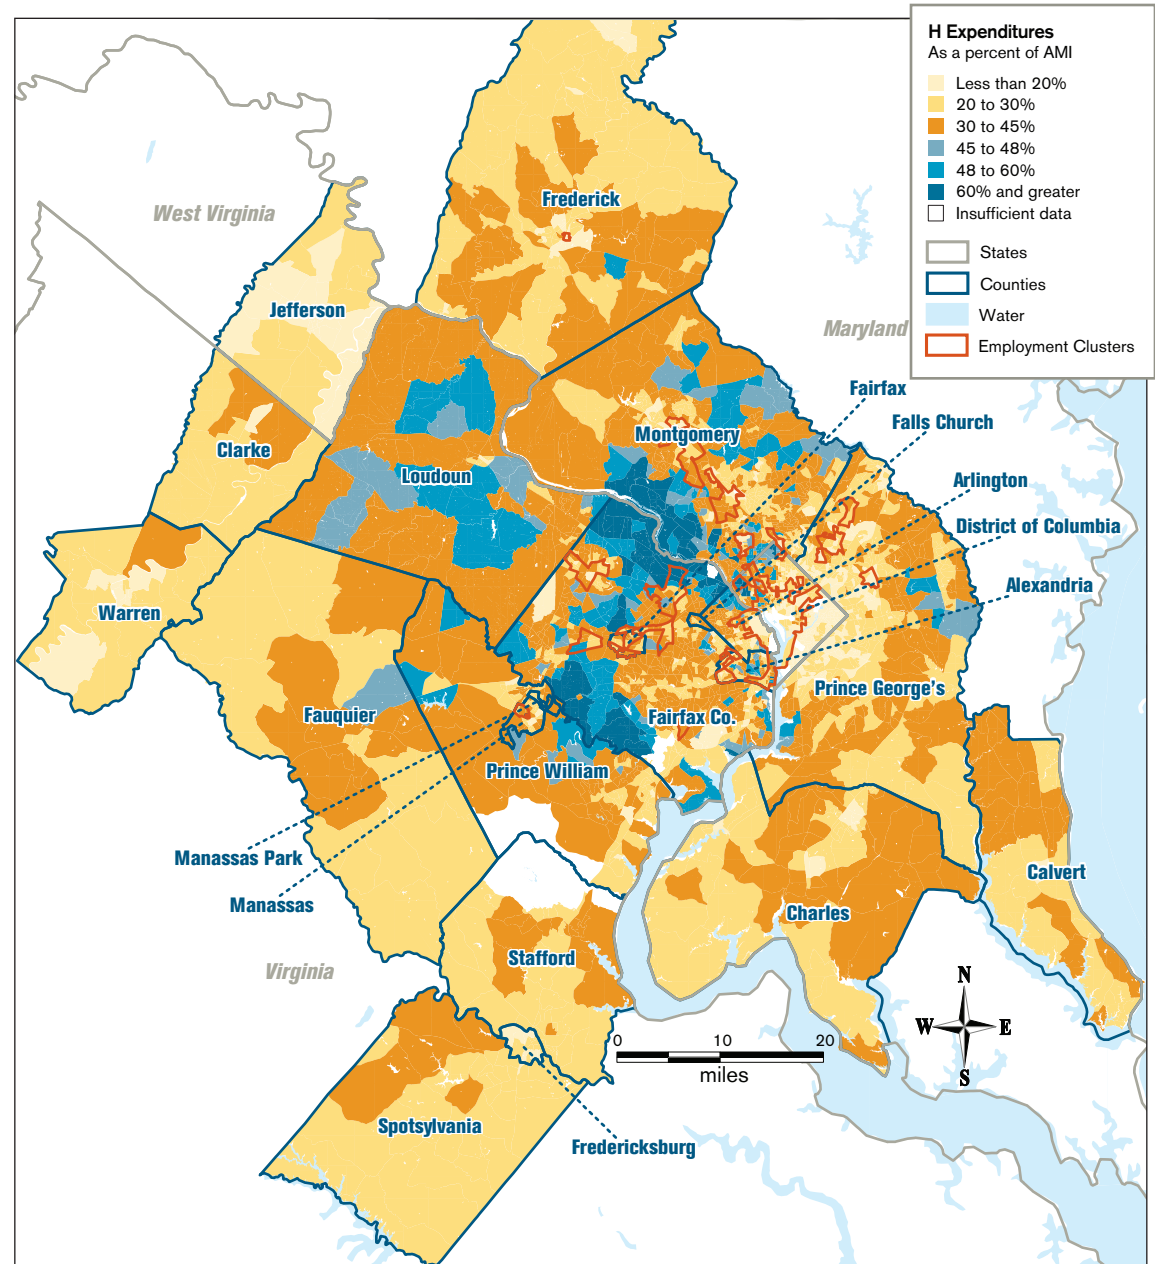 H Expenditures
As a percent of AMI
Less than 20%
20 to 30%
30 to 45%
45 to 48%
48 to 60%
60% and greater
Insufficient data
States
Counties
Water
Employment Clusters
West Virginia
Frederick
Jefferson
Maryland
Fairfax
Falls Church
Montgomery
Clarke
Loudoun
Arlington
District of Columbia
Alexandria
Warren
Prince George's
Fauquier
Fairfax Co.
Prince William
Manassas Park
Manassas
Calvert
Charles
Stafford
Virginia
N
W
E
S
0 10 20
miles
Spotsylvania
Fredericksburg